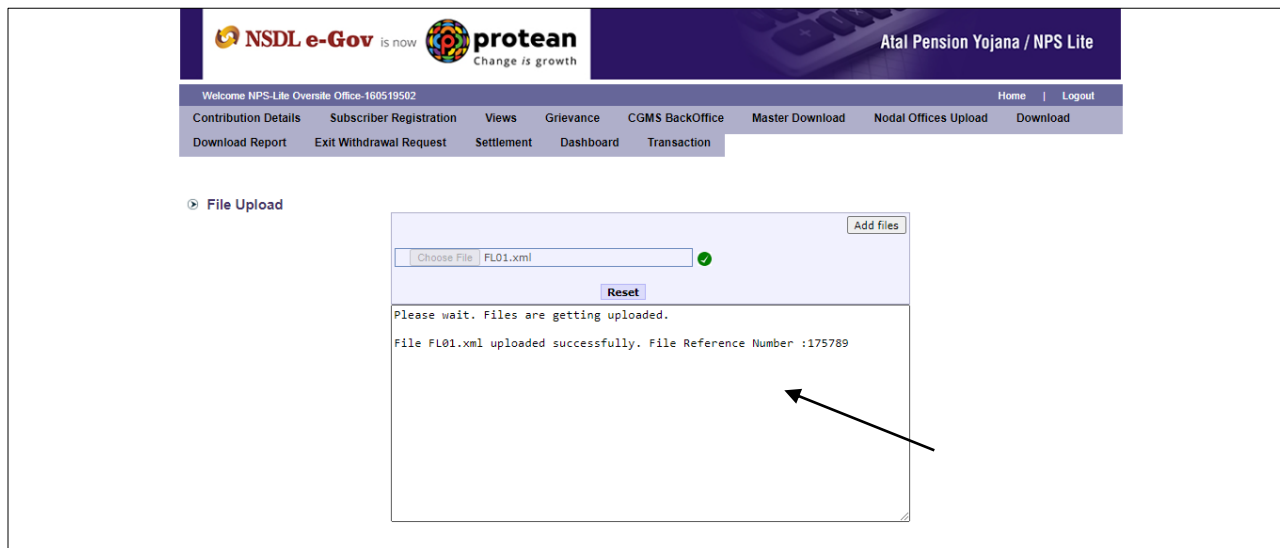 NSDL e-Gov is now protean
Change is growth
Atal Pension Yojana / NPS Lite
Welcome NPS-Lite Oversite Office-160519502 Home | Logout
Contribution Details Subscriber Registration Views Grievance CGMS BackOffice Master Download Nodal Offices Upload Download
Download Report Exit Withdrawal Request Settlement Dashboard Transaction
File Upload
Add files
Choose File FL01.xml
Reset
Please wait. Files are getting uploaded.
File FL01.xml uploaded successfully. File Reference Number :175789